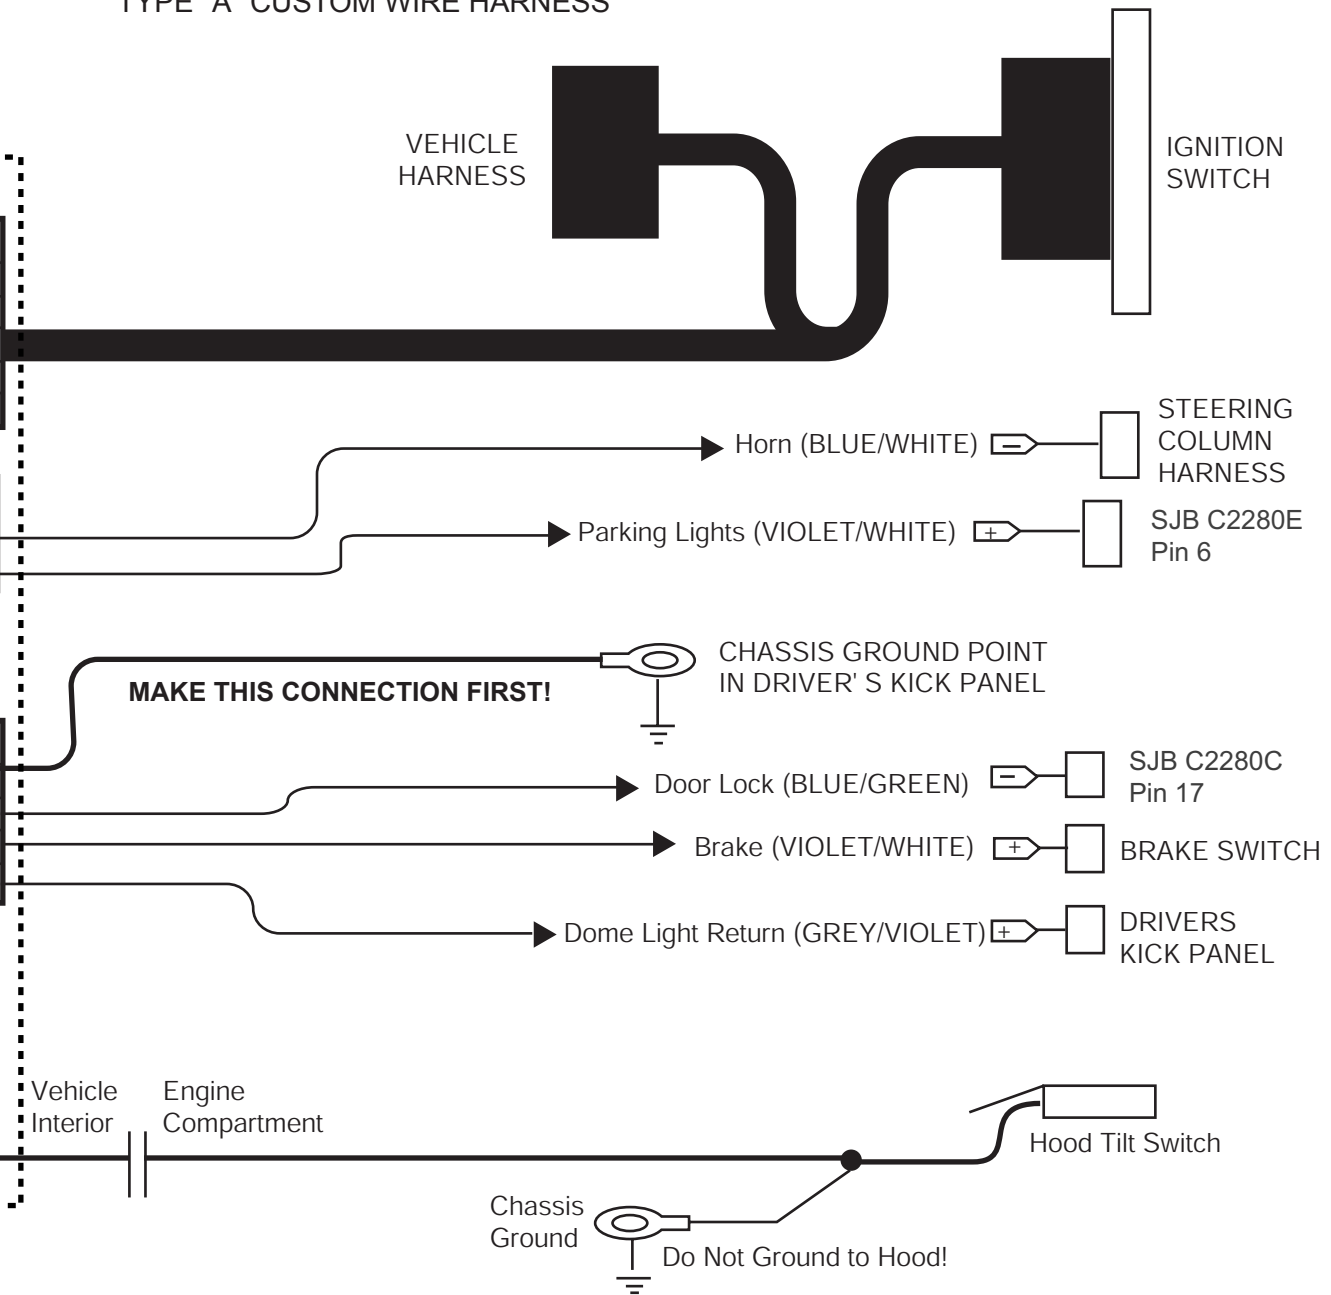 TYPE "A" CUSTOM WIRE HARNESS
VEHICLE
HARNESS
IGNITION
SWITCH
Horn (BLUE/WHITE)
−
STEERING
COLUMN
HARNESS
Parking Lights (VIOLET/WHITE)
+
SJB C2280E
Pin 6
CHASSIS GROUND POINT
IN DRIVER' S KICK PANEL
MAKE THIS CONNECTION FIRST!
Door Lock (BLUE/GREEN)
−
SJB C2280C
Pin 17
Brake (VIOLET/WHITE)
+
BRAKE SWITCH
Dome Light Return (GREY/VIOLET)
+
DRIVERS
KICK PANEL
Vehicle
Interior
Engine
Compartment
Hood Tilt Switch
Chassis
Ground
Do Not Ground to Hood!